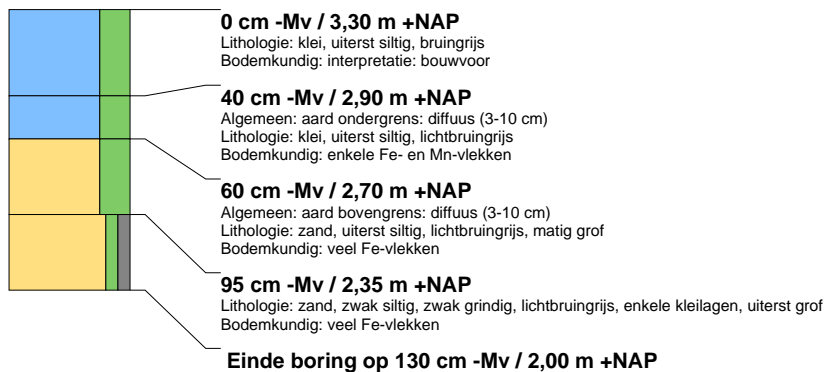 0 cm -Mv / 3,30 m +NAP
Lithologie: klei, uiterst siltig, bruingrijs
Bodemkundig: interpretatie: bouwvoor
40 cm -Mv / 2,90 m +NAP
Algemeen: aard ondergrens: diffuus (3-10 cm)
Lithologie: klei, uiterst siltig, lichtbruingrijs
Bodemkundig: enkele Fe- en Mn-vlekken
60 cm -Mv / 2,70 m +NAP
Algemeen: aard bovengrens: diffuus (3-10 cm)
Lithologie: zand, uiterst siltig, lichtbruingrijs, matig grof
Bodemkundig: veel Fe-vlekken
95 cm -Mv / 2,35 m +NAP
Lithologie: zand, zwak siltig, zwak grindig, lichtbruingrijs, enkele kleilagen, uiterst grof
Bodemkundig: veel Fe-vlekken
Einde boring op 130 cm -Mv / 2,00 m +NAP